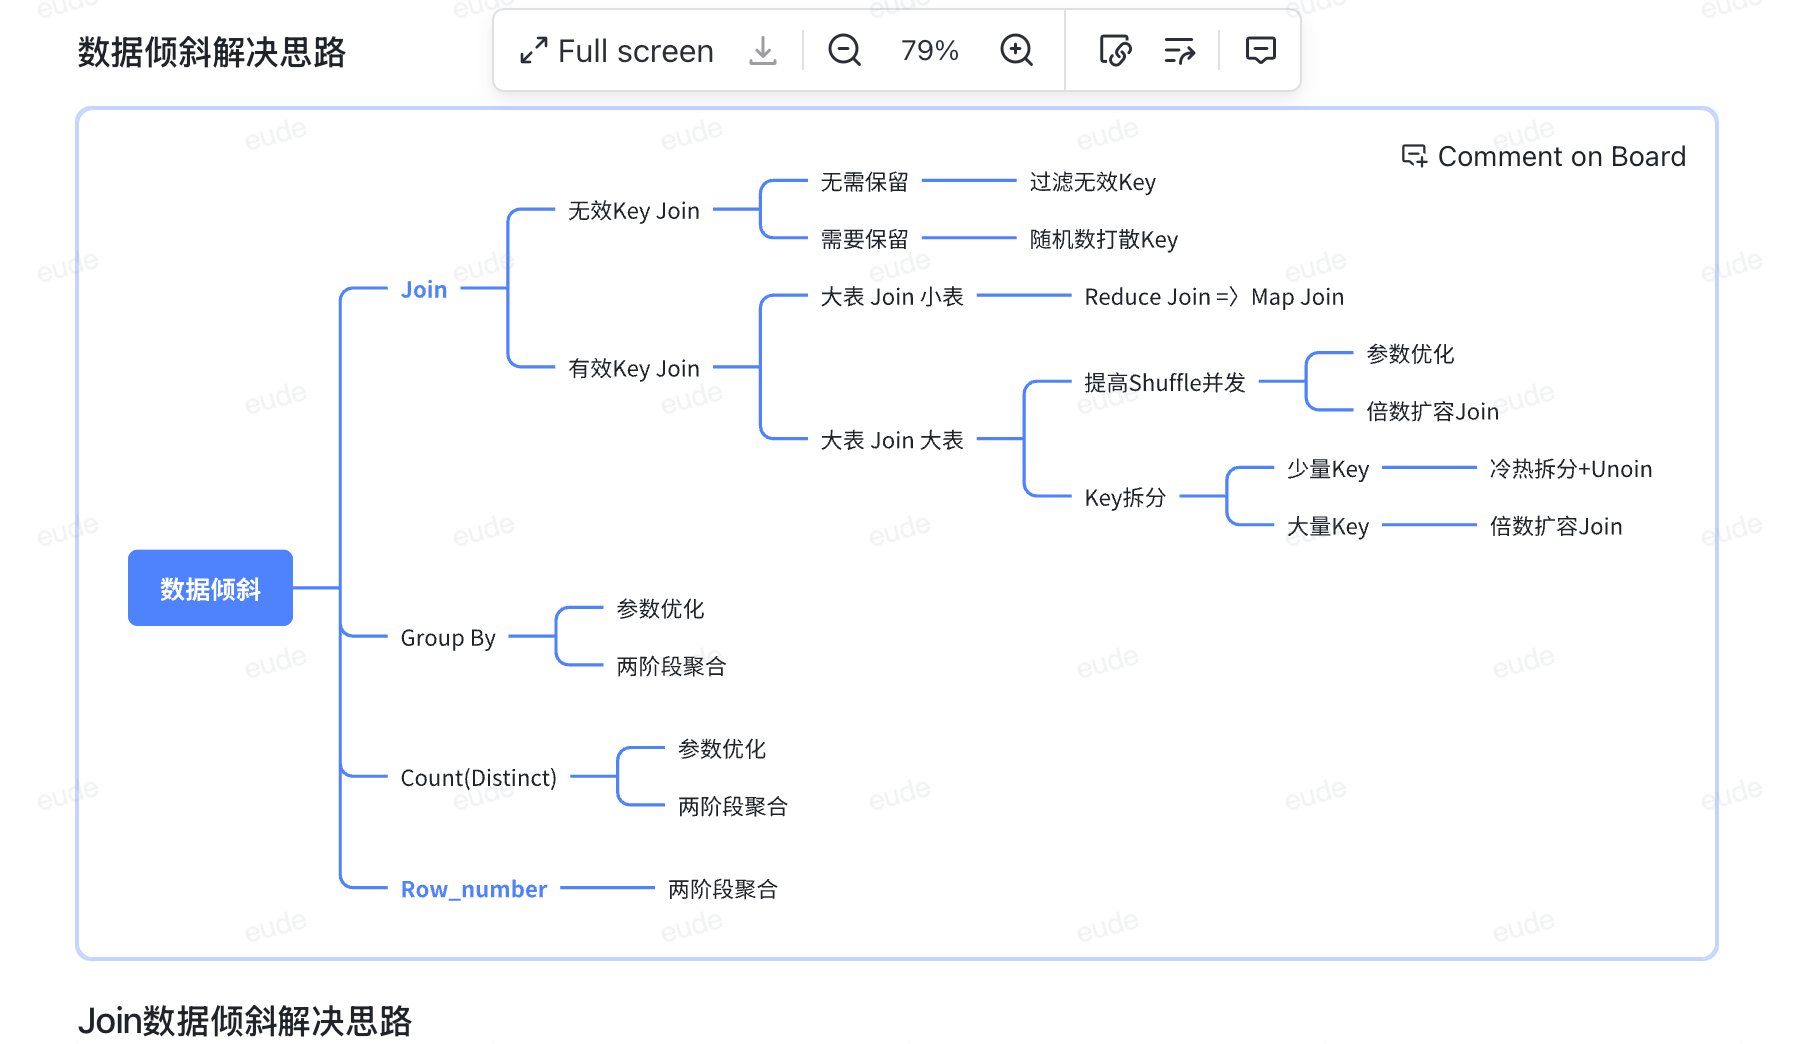 数据倾斜解决思路
Full screen
79%
Comment on Board
数据倾斜
Join
无效Key Join
无需保留
过滤无效Key
需要保留
随机数打散Key
有效Key Join
大表 Join 小表
Reduce Join =〉Map Join
大表 Join 大表
提高Shuffle并发
参数优化
倍数扩容Join
Key拆分
少量Key
冷热拆分+Unoin
大量Key
倍数扩容Join
Group By
参数优化
两阶段聚合
Count(Distinct)
参数优化
两阶段聚合
Row_number
两阶段聚合
Join数据倾斜解决思路
eude